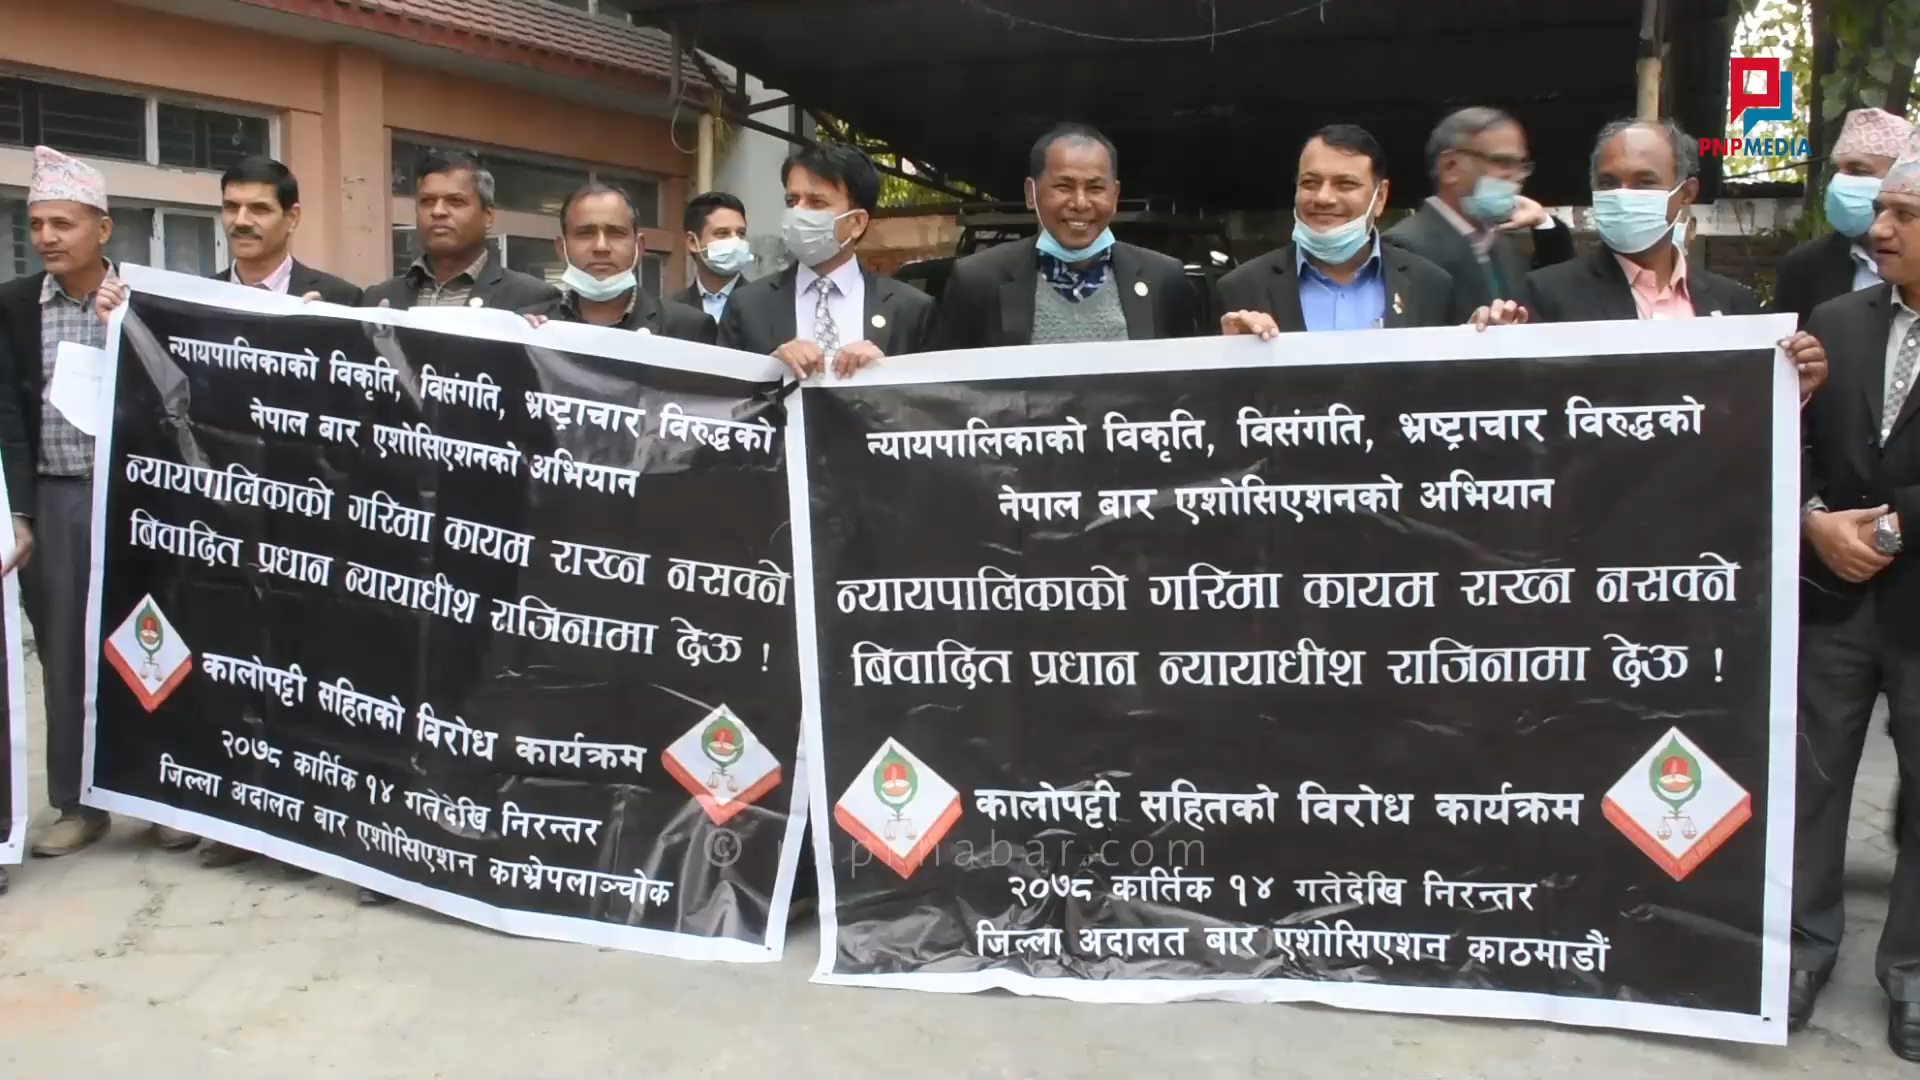 PNPMEDIA
न्यायपालिकाको विकृति, विसंगति, भ्रष्ट्राचार विरुद्धको
नेपाल बार एशोसिएशनको अभियान
न्यायपालिकाको गरिमा कायम राख्न नसक्ने
बिवादित प्रधान न्यायाधीश राजिनामा देऊ !
कालोपट्टी सहितको विरोध कार्यक्रम
२०७८ कार्तिक १४ गतेदेखि निरन्तर
जिल्ला अदालत बार एशोसिएशन काभ्रेपलाञ्चोक
न्यायपालिकाको विकृति, विसंगति, भ्रष्ट्राचार विरुद्धको
नेपाल बार एशोसिएशनको अभियान
न्यायपालिकाको गरिमा कायम राख्न नसक्ने
बिवादित प्रधान न्यायाधीश राजिनामा देऊ !
कालोपट्टी सहितको विरोध कार्यक्रम
२०७८ कार्तिक १४ गतेदेखि निरन्तर
जिल्ला अदालत बार एशोसिएशन काठमाडौं
© pnpkhabar.com